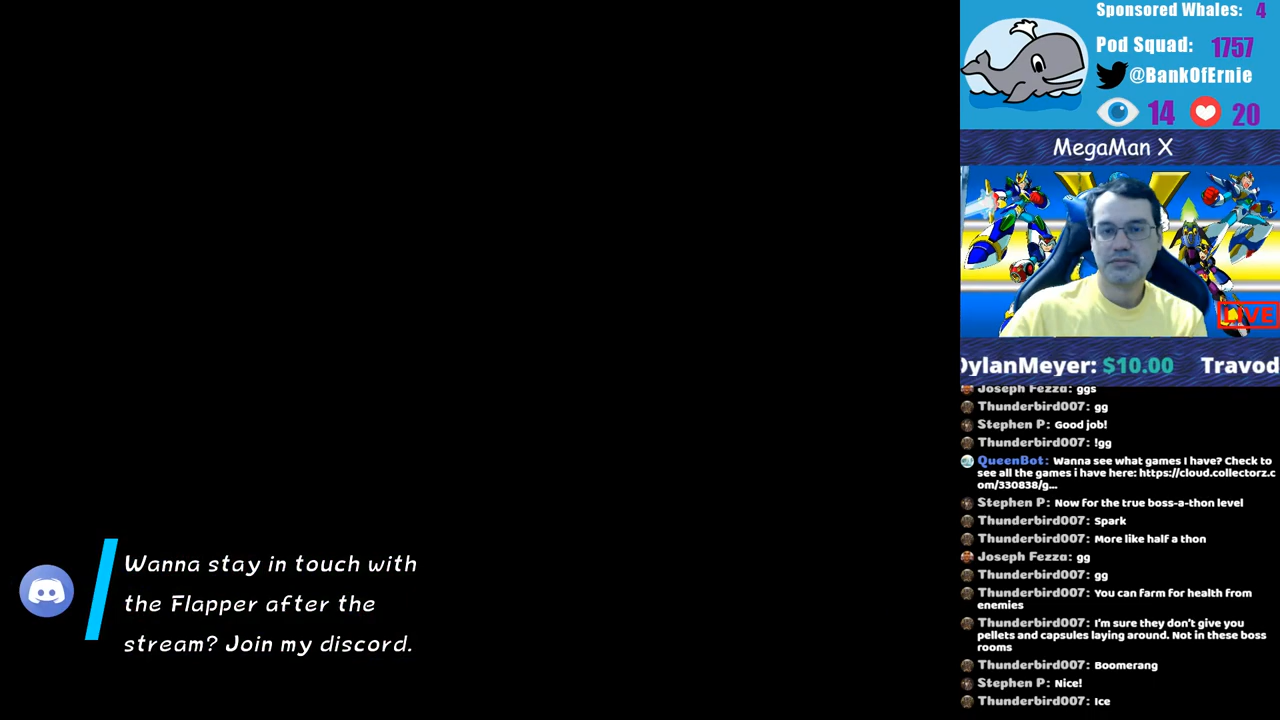 Sponsored Whales: 4
Pod Squad: 1757
@BankOfErnie
14 20
MegaMan X
LIVE
DylanMeyer: $10.00 Travod
Joseph Fezza: ggs
Thunderbird007: gg
Stephen P: Good job!
Thunderbird007: !gg
QueenBot: Wanna see what games I have? Check to
see all the games i have here: https://cloud.collectorz.c
om/330838/g...
Stephen P: Now for the true boss-a-thon level
Thunderbird007: Spark
Thunderbird007: More like half a thon
Joseph Fezza: gg
Thunderbird007: gg
Thunderbird007: You can farm for health from
enemies
Thunderbird007: I'm sure they don't give you
pellets and capsules laying around. Not in these boss
rooms
Thunderbird007: Boomerang
Stephen P: Nice!
Thunderbird007: Ice
Wanna stay in touch with
the Flapper after the
stream? Join my discord.